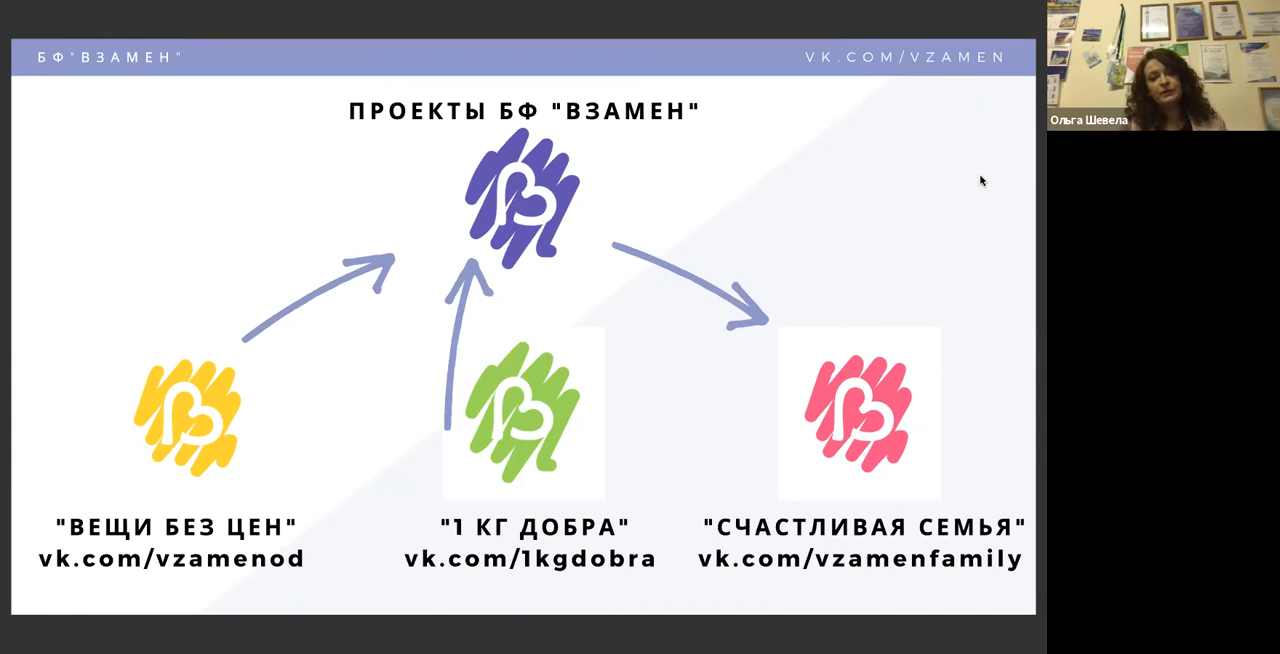 БФ"ВЗАМЕН"
VK.COM/VZAMEN
ПРОЕКТЫ БФ "ВЗАМЕН"
"ВЕЩИ БЕЗ ЦЕН"
vk.com/vzamenod
"1 КГ ДОБРА"
vk.com/1kgdobra
"СЧАСТЛИВАЯ СЕМЬЯ"
vk.com/vzamenfamily
Ольга Шевела